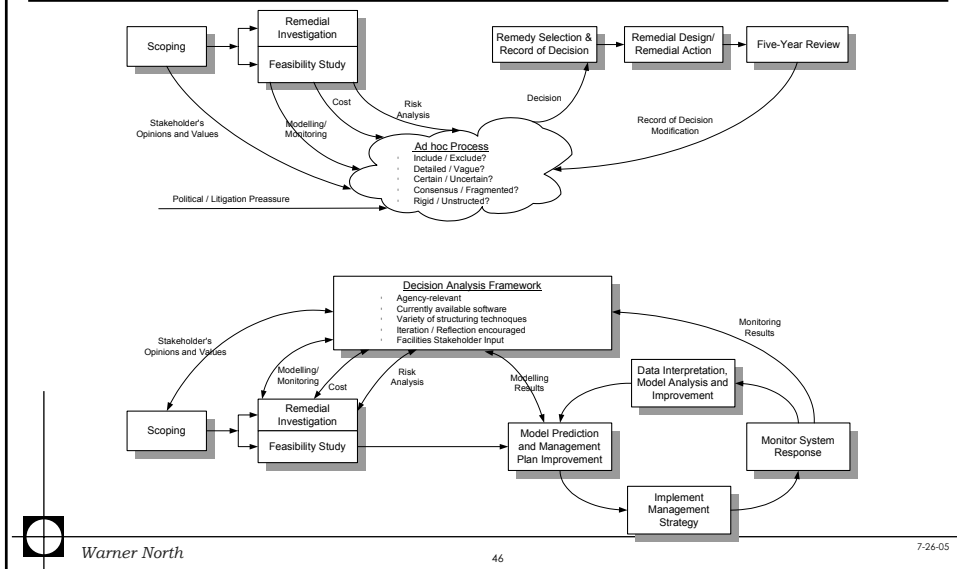 Scoping
Remedial
Investigation
Feasibility Study
Remedy Selection &
Record of Decision
Remedial Design/
Remedial Action
Five-Year Review
Stakeholder's
Opinions and Values
Modelling/
Monitoring
Cost
Risk
Analysis
Decision
Record of Decision
Modification
Political / Litigation Preassure
Ad hoc Process
Include / Exclude?
Detailed / Vague?
Certain / Uncertain?
Consensus / Fragmented?
Rigid / Unstructed?
Decision Analysis Framework
Agency-relevant
Currently available software
Variety of structuring technoques
Iteration / Reflection encouraged
Facilities Stakeholder Input
Stakeholder's
Opinions and Values
Modelling/
Monitoring
Cost
Risk
Analysis
Modelling
Results
Monitoring
Results
Scoping
Remedial
Investigation
Feasibility Study
Model Prediction
and Management
Plan Improvement
Data Interpretation,
Model Analysis and
Improvement
Monitor System
Response
Implement
Management
Strategy
Warner North
46
7-26-05